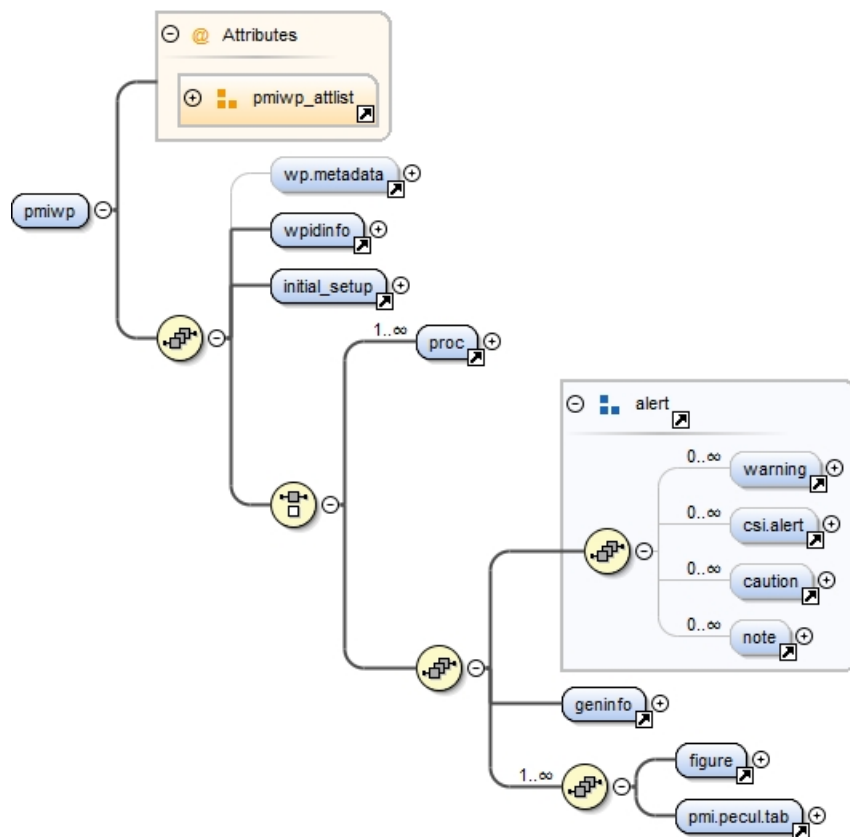 @ Attributes
pmiwp_attlist
wp.metadata
pmiwp
wpidinfo
initial_setup
1..∞
proc
alert
0..∞
warning
0..∞
csi.alert
0..∞
caution
0..∞
note
geninfo
1..∞
figure
pmi.pecul.tab